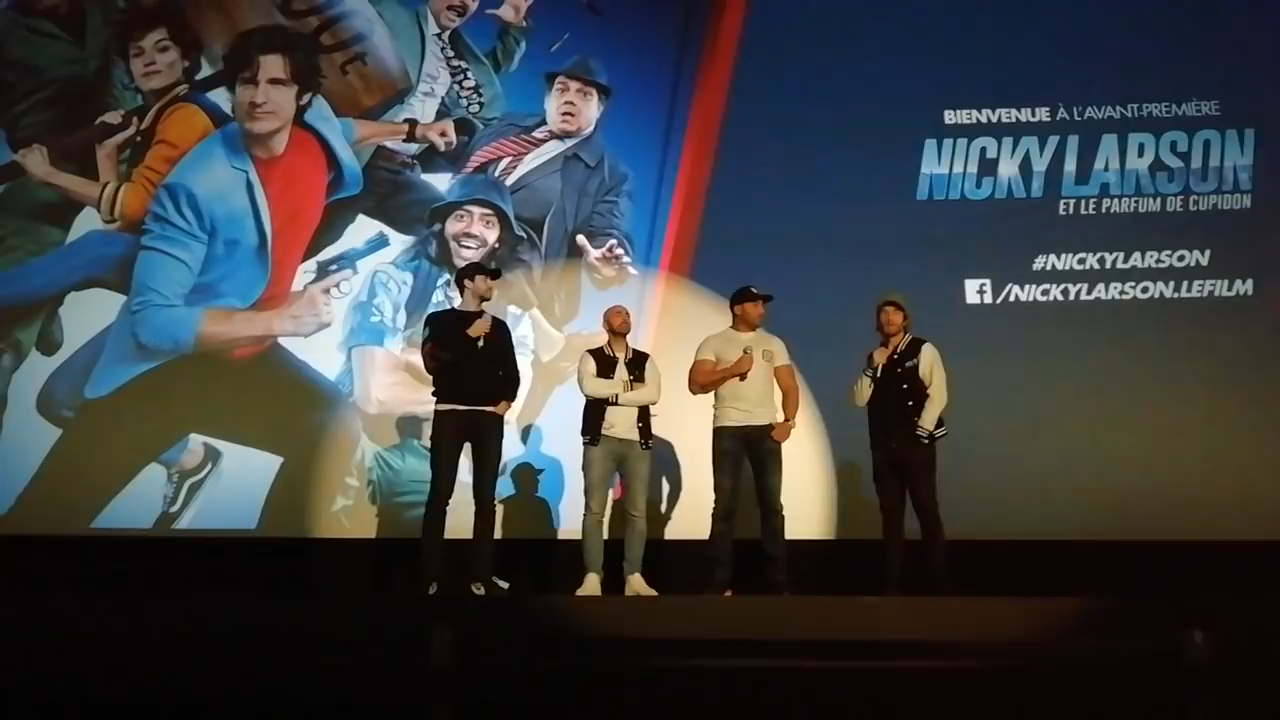 BIENVENUE À L'AVANT-PREMIÈRE
NICKY LARSON
ET LE PARFUM DE CUPIDON
#NICKYLARSON
f /NICKYLARSON.LEFILM